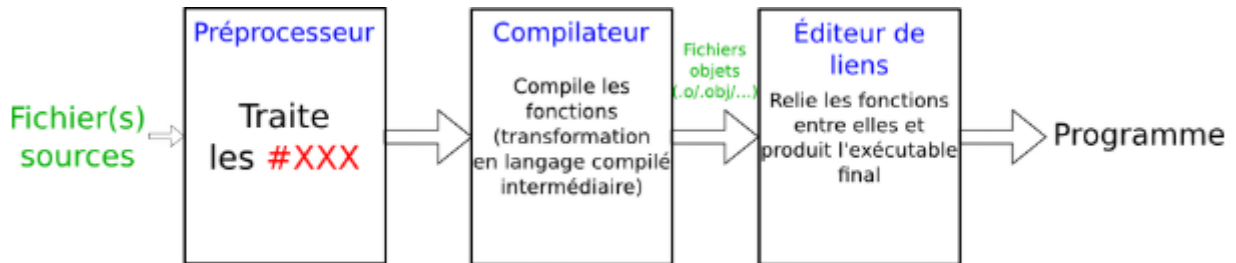 Fichier(s)
sources
Préprocesseur
Traite
les #XXX
Compilateur
Compile les
fonctions
(transformation
en langage compilé
intermédiaire)
Fichiers
objets
(.o/.obj/...)
Éditeur de
liens
Relie les fonctions
entre elles et
produit l'exécutable
final
Programme